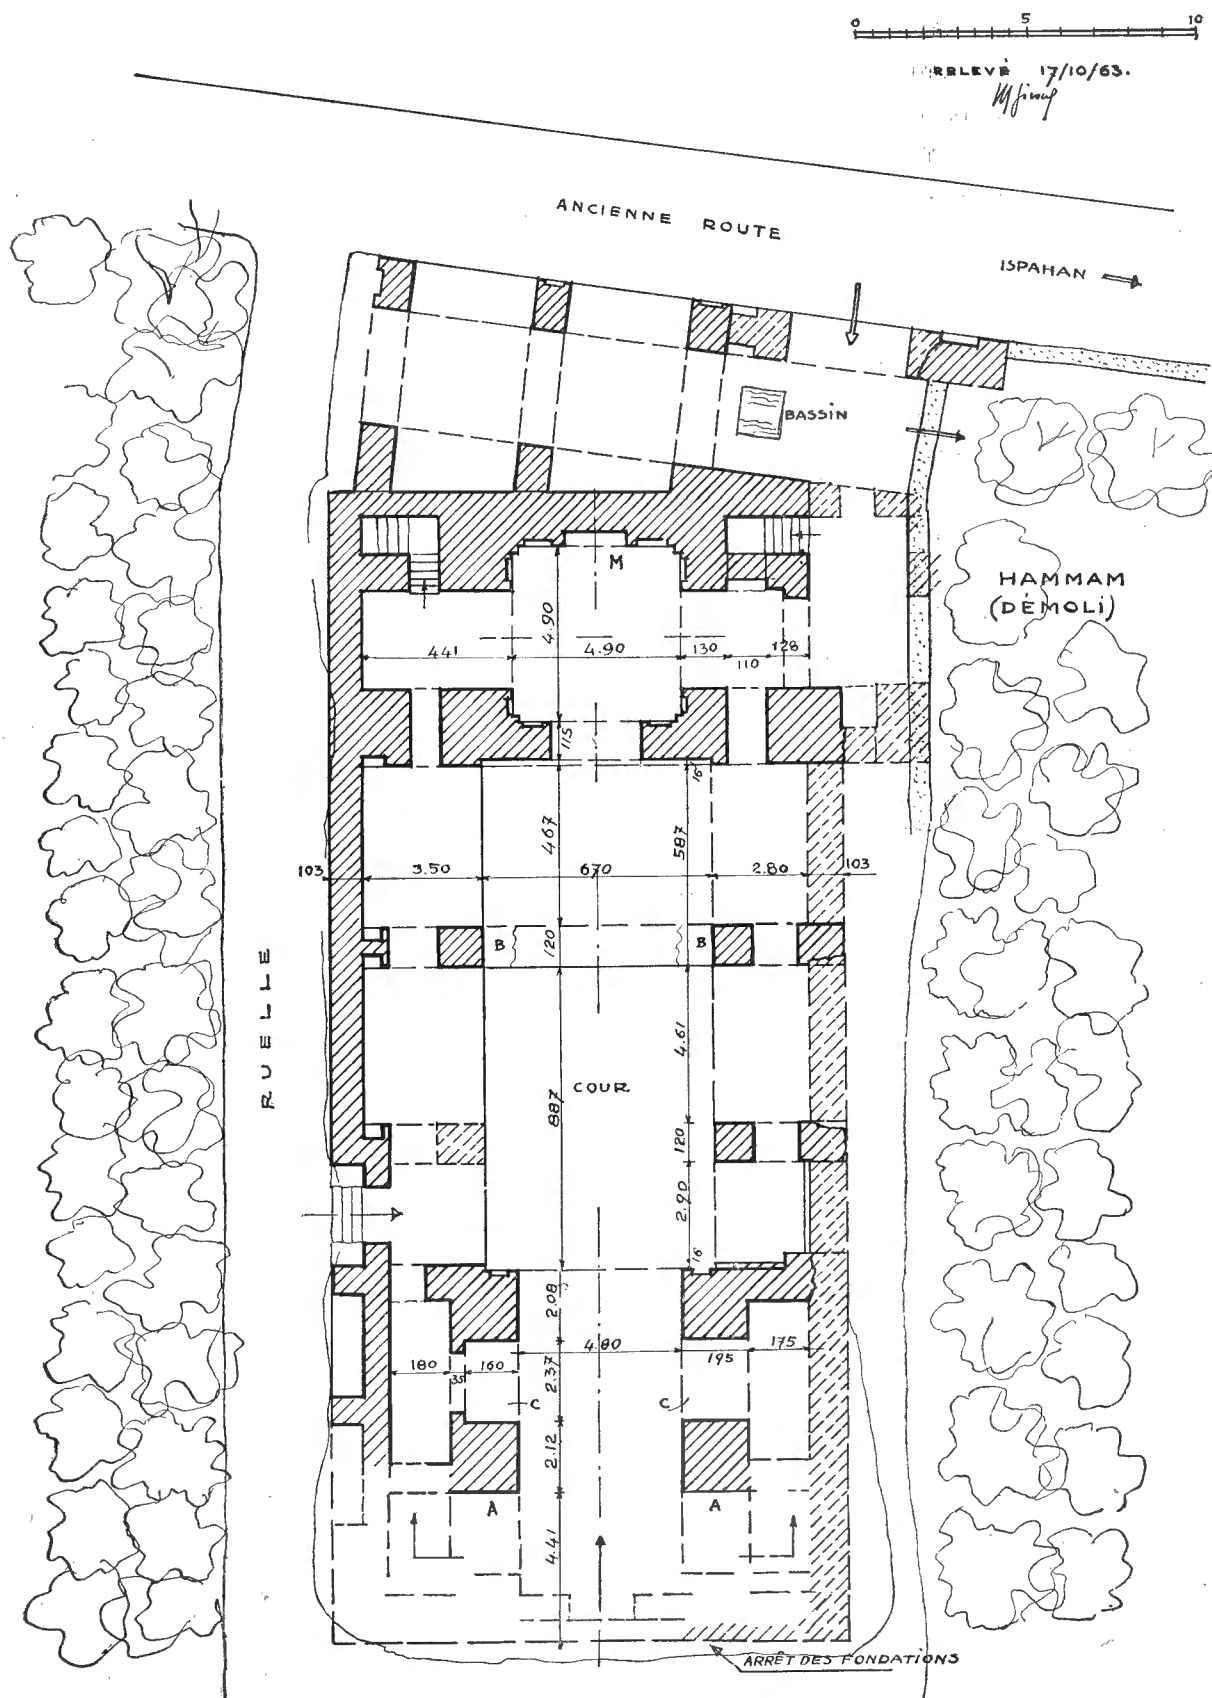 0 5 10
RELEVÉ 17/10/63.
ANCIENNE ROUTE
ISPAHAN
BASSIN
M
HAMMAM
(DÉMOLI)
4.90
441 4.90 130 110 128
115
16
467
587
103 3.50 670 2.80 103
B B
120
RUELLE
4.61
COUR
887
120
2.90
16
2.08
4.80
180 35 160
195 175
2.37
C C
2.12
A A
4.41
ARRÊT DES FONDATIONS